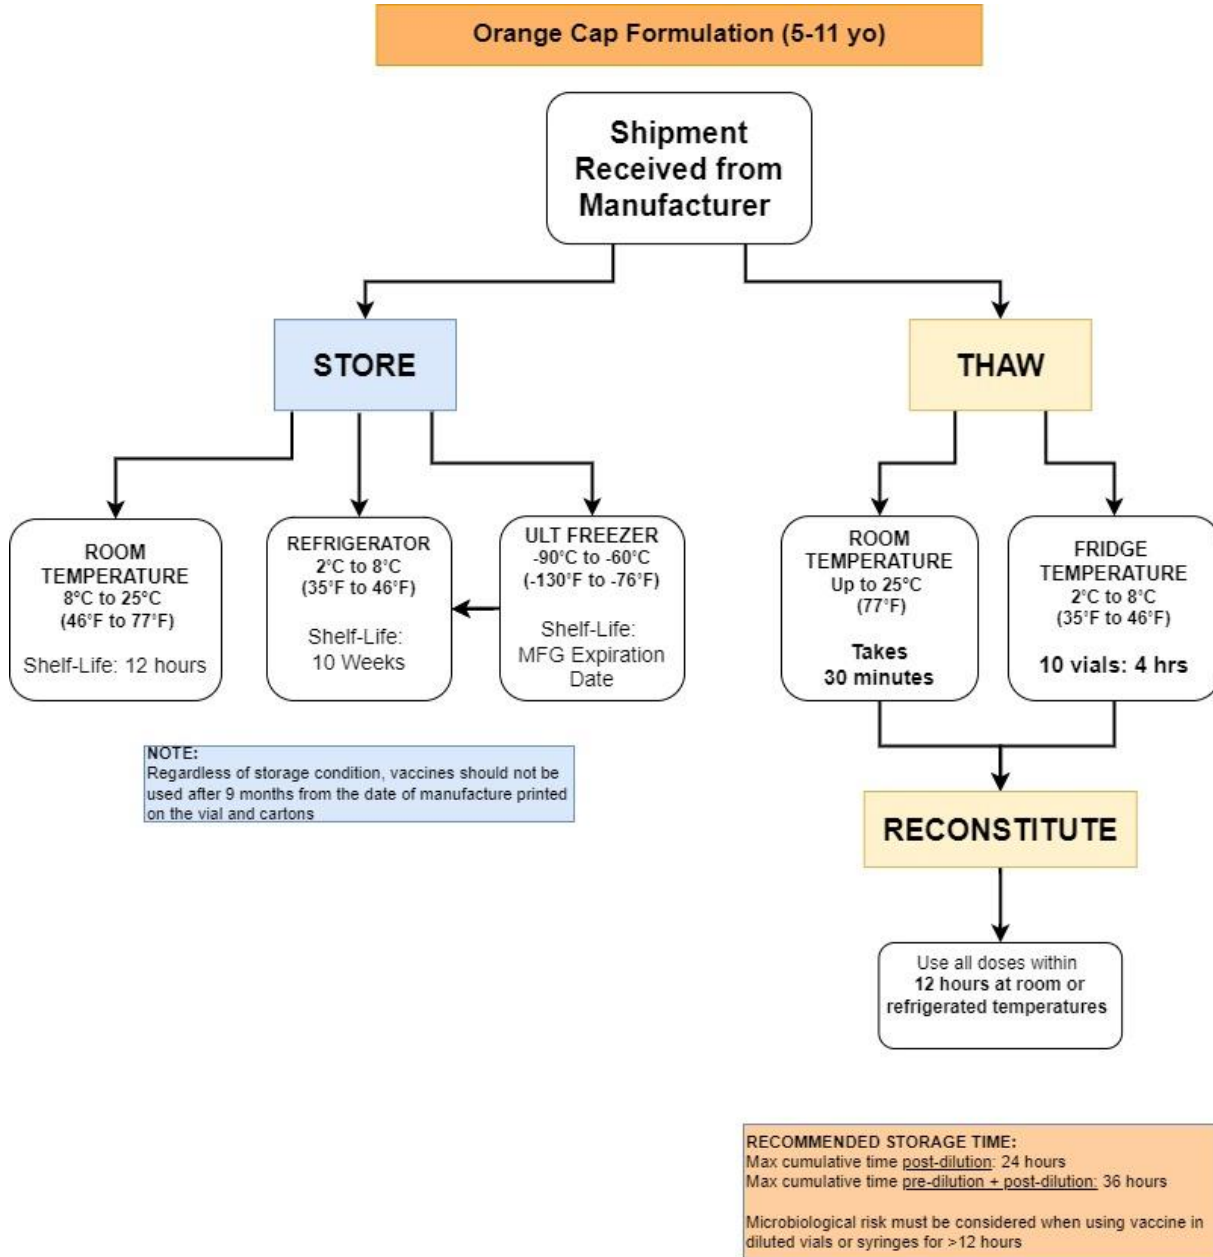 Orange Cap Formulation (5-11 yo)
Shipment
Received from
Manufacturer
STORE
THAW
ROOM
TEMPERATURE
8°C to 25°C
(46°F to 77°F)
Shelf-Life: 12 hours
REFRIGERATOR
2°C to 8°C
(35°F to 46°F)
Shelf-Life:
10 Weeks
ULT FREEZER
-90°C to -60°C
(-130°F to -76°F)
Shelf-Life:
MFG Expiration
Date
ROOM
TEMPERATURE
Up to 25°C
(77°F)
Takes
30 minutes
FRIDGE
TEMPERATURE
2°C to 8°C
(35°F to 46°F)
10 vials: 4 hrs
NOTE:
Regardless of storage condition, vaccines should not be
used after 9 months from the date of manufacture printed
on the vial and cartons
RECONSTITUTE
Use all doses within
12 hours at room or
refrigerated temperatures
RECOMMENDED STORAGE TIME:
Max cumulative time post-dilution: 24 hours
Max cumulative time pre-dilution + post-dilution: 36 hours
Microbiological risk must be considered when using vaccine in
diluted vials or syringes for >12 hours